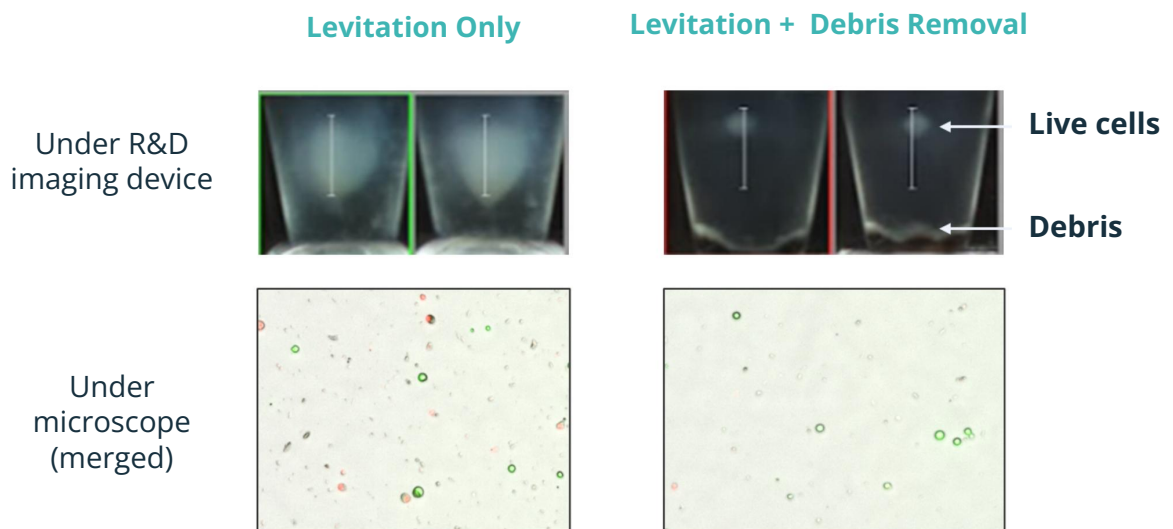 Levitation Only
Levitation + Debris Removal
Under R&D
imaging device
Live cells
Debris
Under
microscope
(merged)